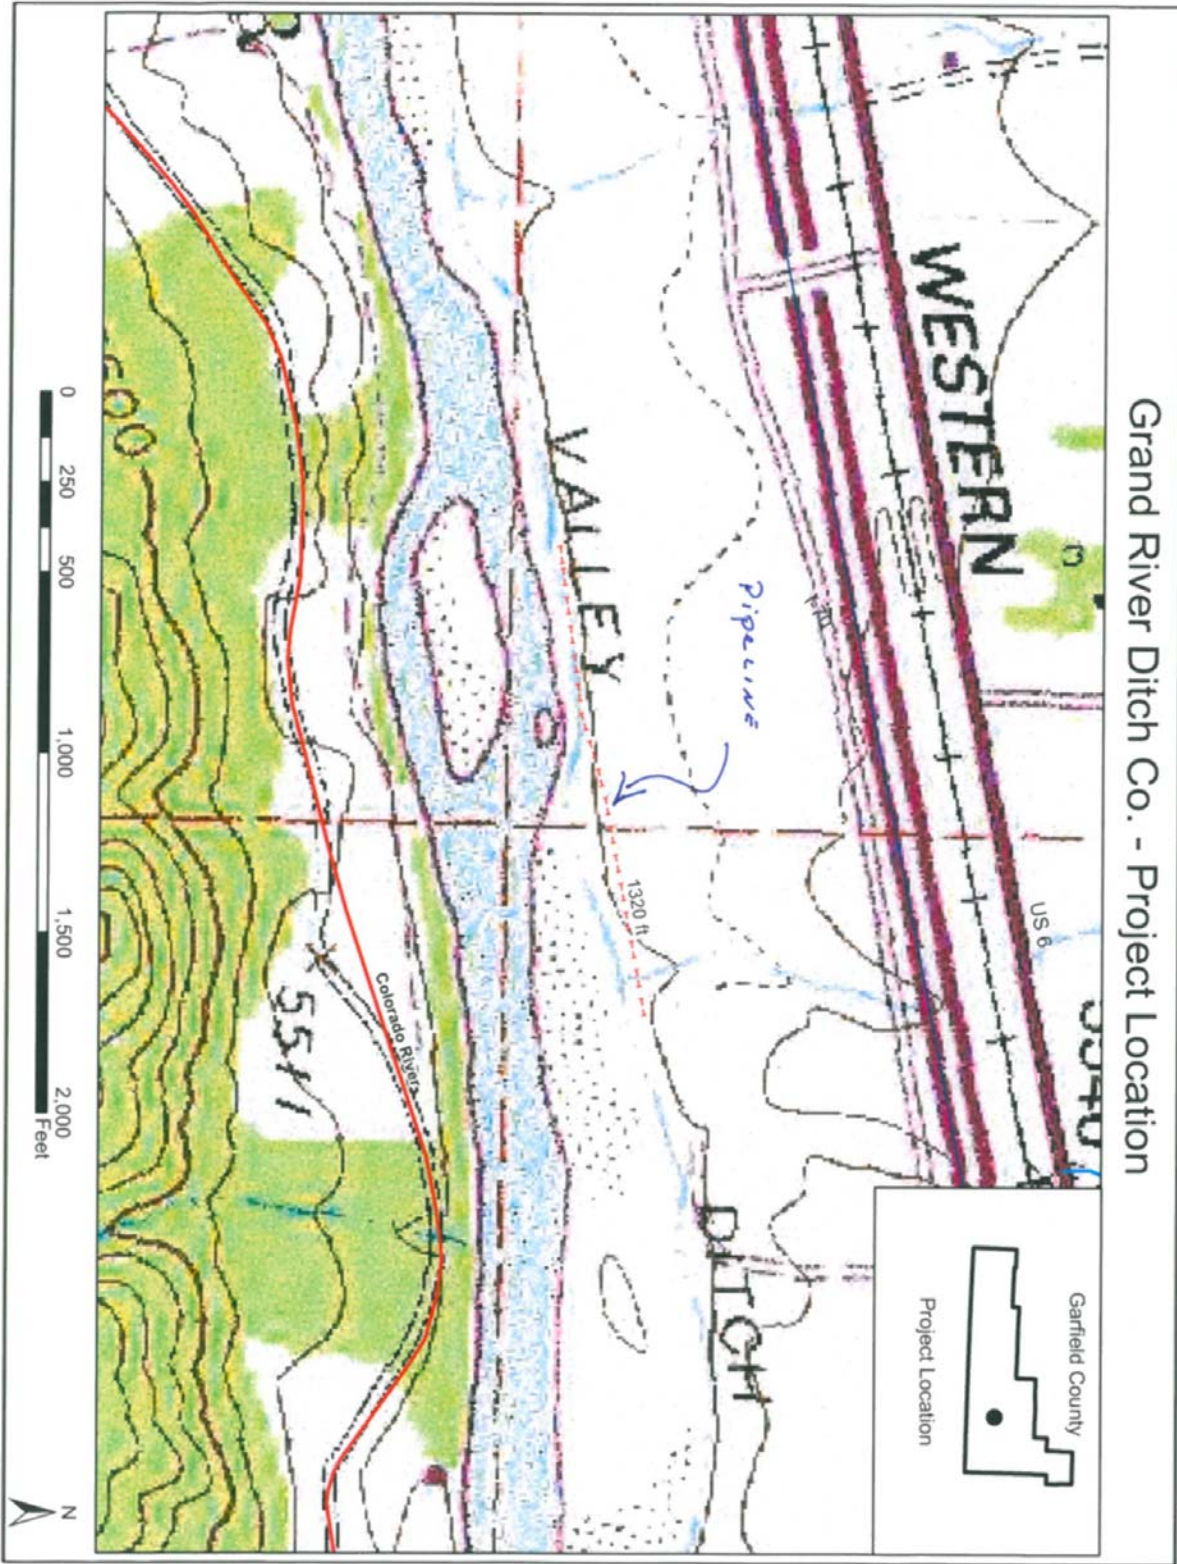 Grand River Ditch Co. - Project Location
WESTERN
US 6
Garfield County
Project Location
Pipeline
VALLEY
1320 ft
DITCH
Colorado River
5511
0 250 500 1,000 1,500 2,000
Feet
N